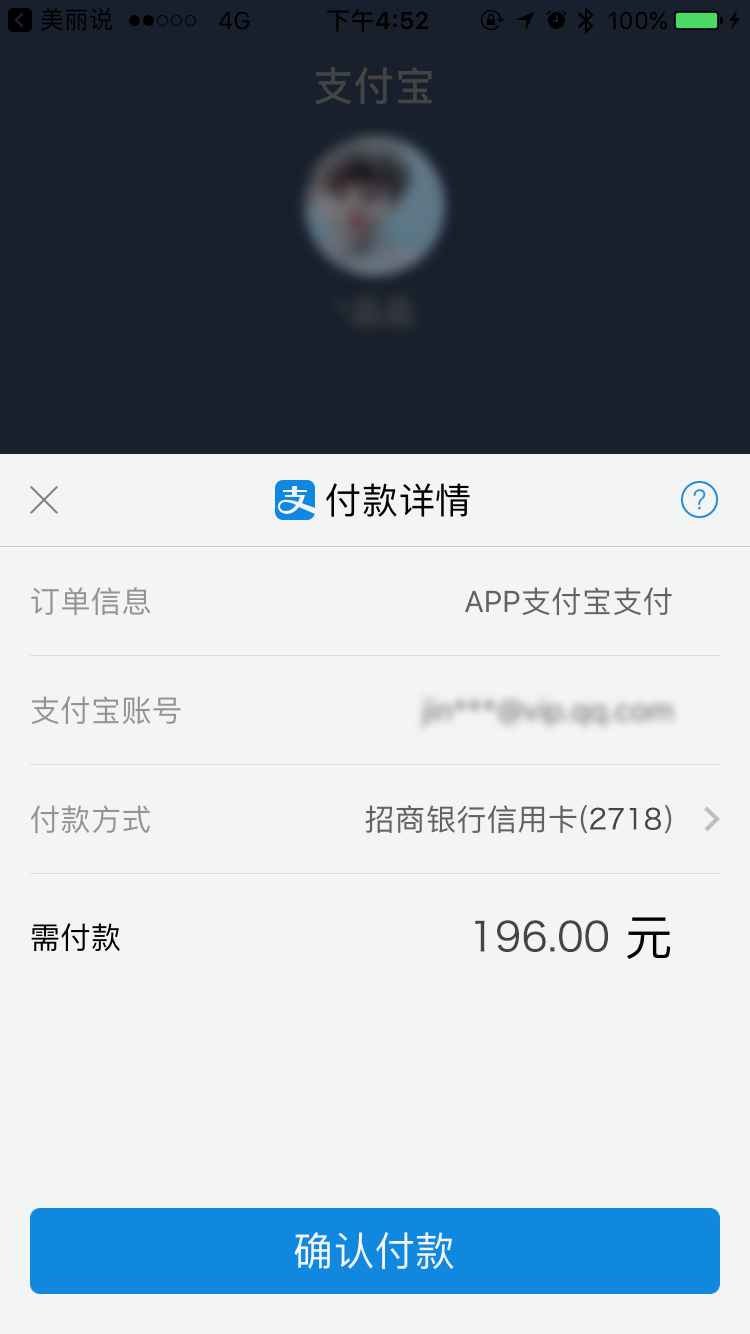 美丽说 4G 下午4:52 100%
支付宝
支 付款详情 ?
订单信息 APP支付宝支付
支付宝账号 jin***@vip.qq.com
付款方式 招商银行信用卡(2718)
需付款 196.00 元
确认付款